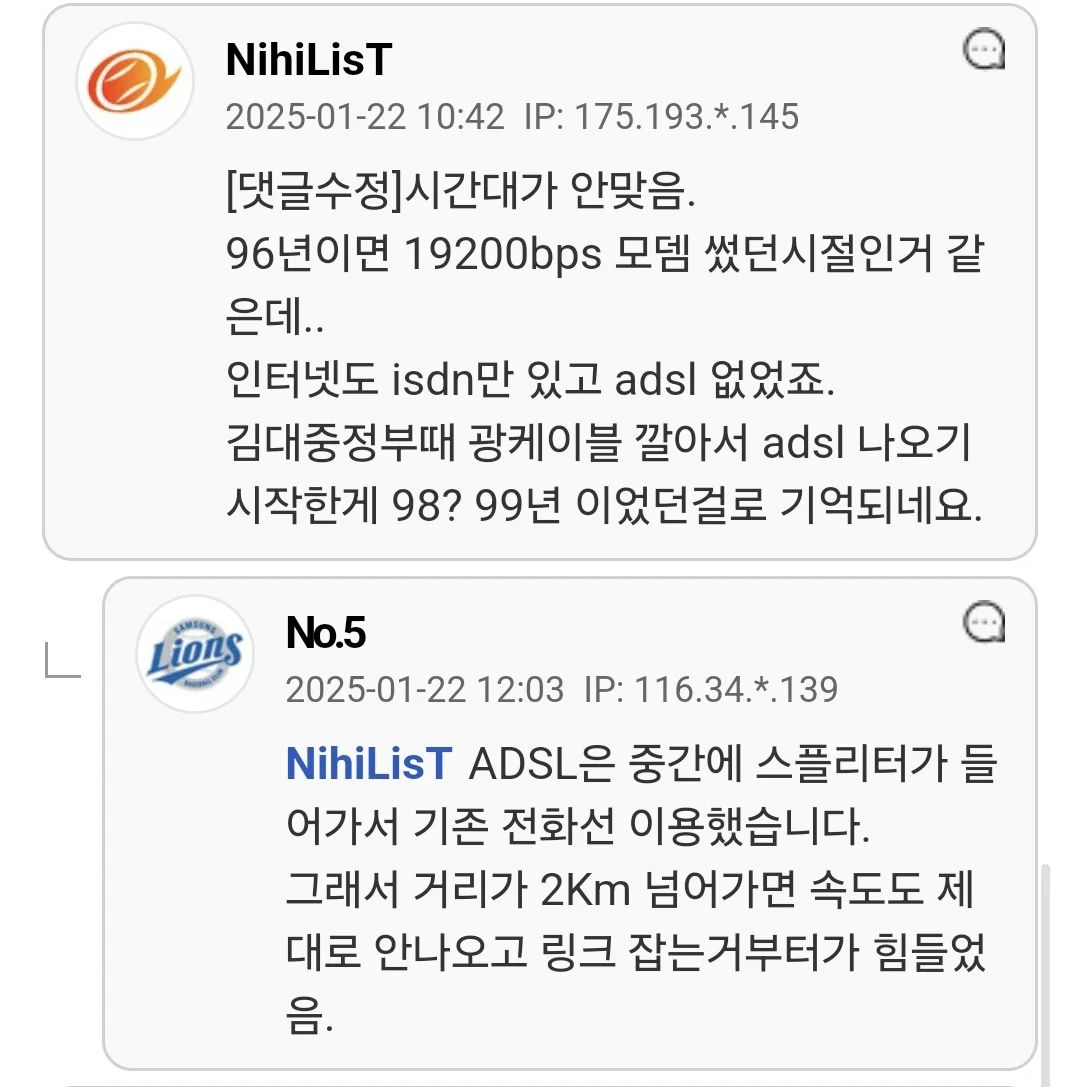 NihiLisT
2025-01-22 10:42 IP: 175.193.*.145
[댓글수정]시간대가 안맞음.
96년이면 19200bps 모뎀 썼던시절인거 같
은데..
인터넷도 isdn만 있고 adsl 없었죠.
김대중정부때 광케이블 깔아서 adsl 나오기
시작한게 98? 99년 이었던걸로 기억되네요.
SAMSUNG
Lions
BASEBALL CLUB
No.5
2025-01-22 12:03 IP: 116.34.*.139
NihiLisT ADSL은 중간에 스플리터가 들
어가서 기존 전화선 이용했습니다.
그래서 거리가 2Km 넘어가면 속도도 제
대로 안나오고 링크 잡는거부터가 힘들었
음.